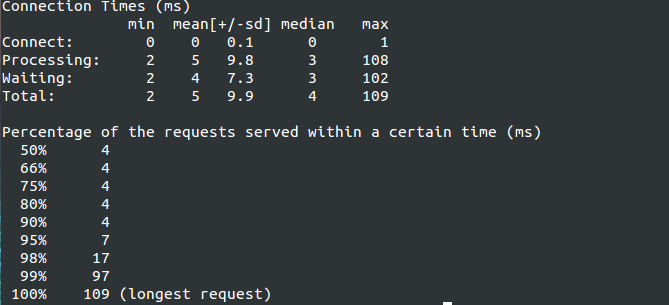 Connection Times (ms)
              min  mean[+/-sd] median   max
Connect:        0    0   0.1      0       1
Processing:     2    5   9.8      3     108
Waiting:        2    4   7.3      3     102
Total:          2    5   9.9      4     109

Percentage of the requests served within a certain time (ms)
  50%      4
  66%      4
  75%      4
  80%      4
  90%      4
  95%      7
  98%     17
  99%     97
 100%    109 (longest request)